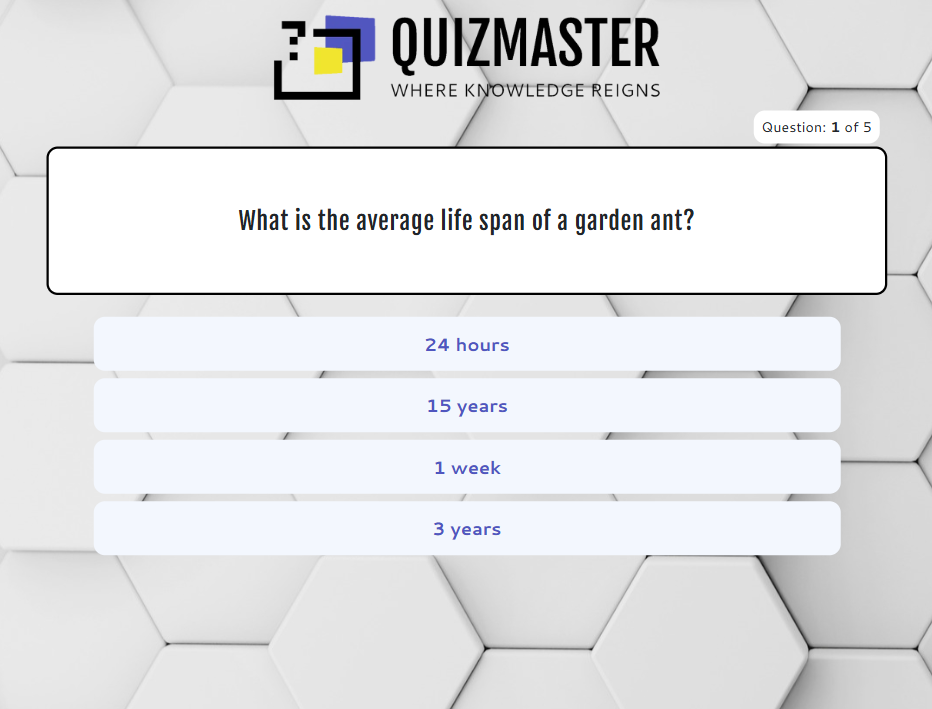 QUIZMASTER
WHERE KNOWLEDGE REIGNS
Question: 1 of 5
What is the average life span of a garden ant?
24 hours
15 years
1 week
3 years